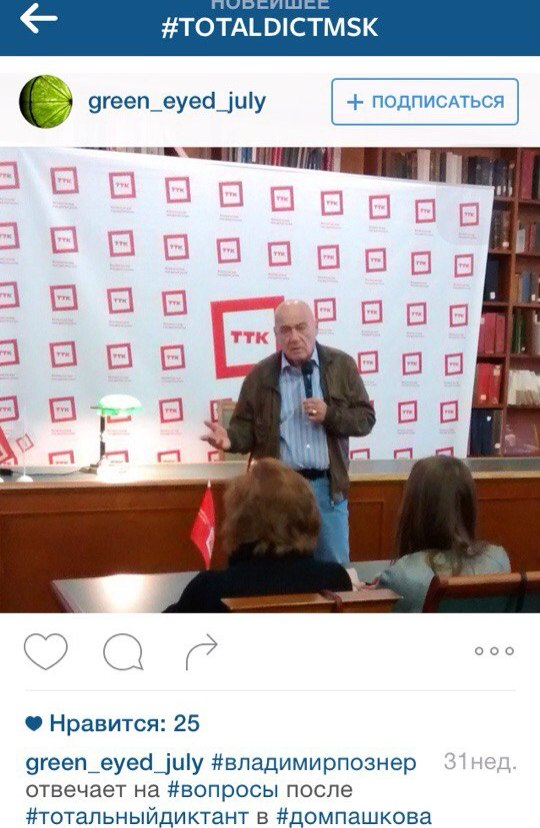 НОВЕЙШЕЕ
#TOTALDICTMSK
green_eyed_july
+ ПОДПИСАТЬСЯ
ТТК
Нравится: 25
green_eyed_july #владимирпознер 31нед.
отвечает на #вопросы после
#тотальныйдиктант в #домпашкова